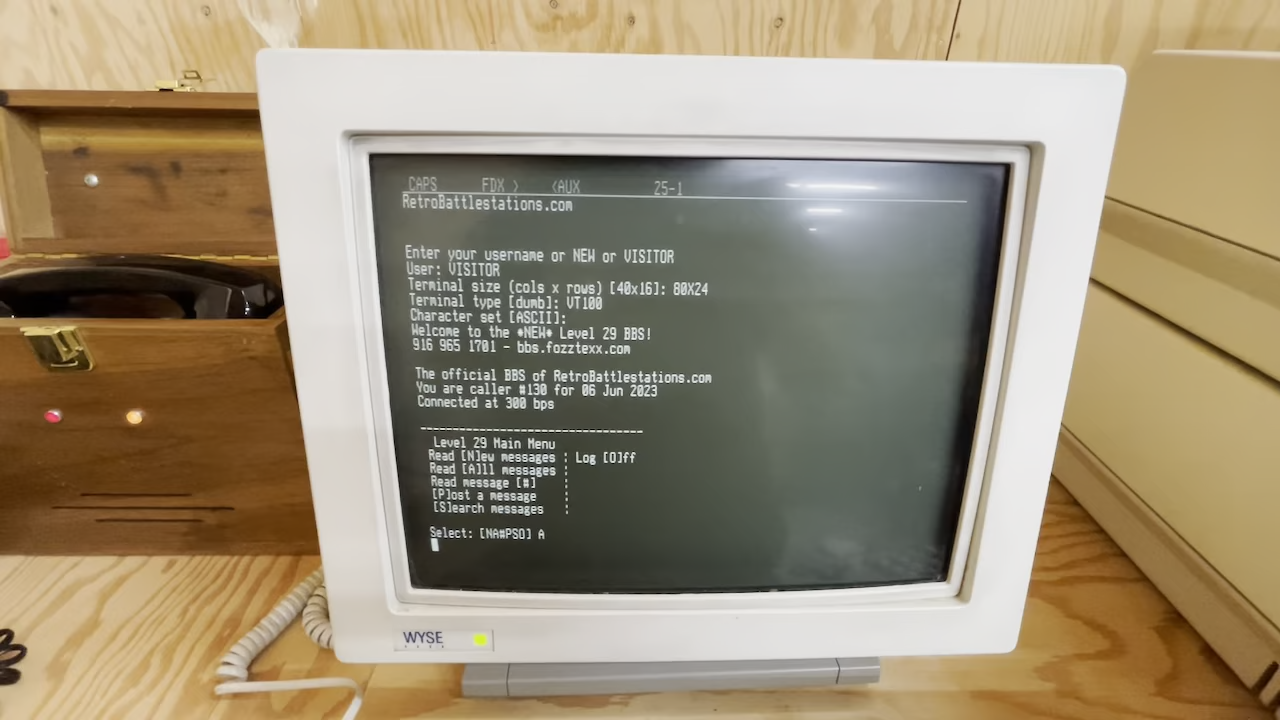 CAPS FDX > <AUX 25-1
RetroBattlestations.com
Enter your username or NEW or VISITOR
User: VISITOR
Terminal size (cols x rows) [40x16]: 80X24
Terminal type [dumb]: VT100
Character set [ASCII]:
Welcome to the *NEW* Level 29 BBS!
916 965 1701 - bbs.fozztexx.com
The official BBS of RetroBattlestations.com
You are caller #130 for 06 Jun 2023
Connected at 300 bps
----------------------------------
Level 29 Main Menu
Read [N]ew messages : Log [O]ff
Read [A]ll messages :
Read message [#] :
[P]ost a message :
[S]earch messages :
Select: [NA#PSO] A
WYSE